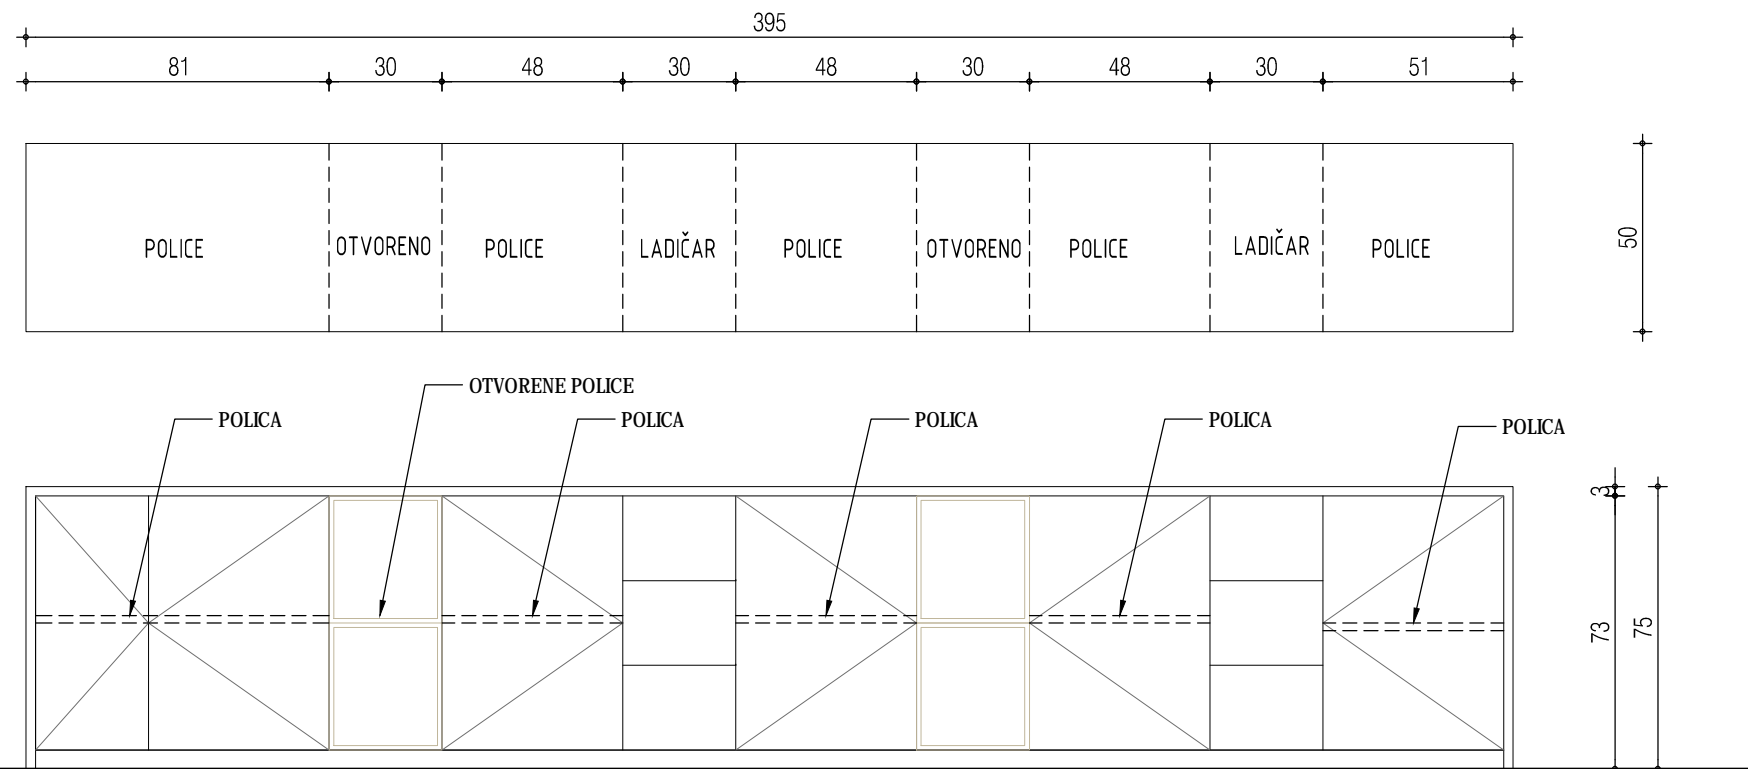 395
81 30 48 30 48 30 48 30 51
POLICE OTVORENO POLICE LADIČAR POLICE OTVORENO POLICE LADIČAR POLICE
50
OTVORENE POLICE
POLICA POLICA POLICA POLICA POLICA
3
73 75